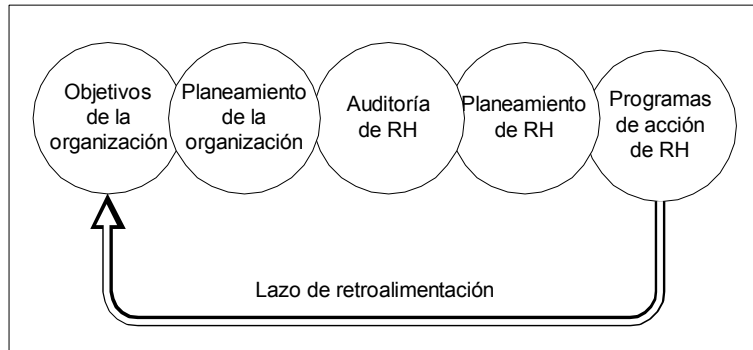 Objetivos
de la
organización
Planeamiento
de la
organización
Auditoría
de RH
Planeamiento
de RH
Programas
de acción
de RH
Lazo de retroalimentación